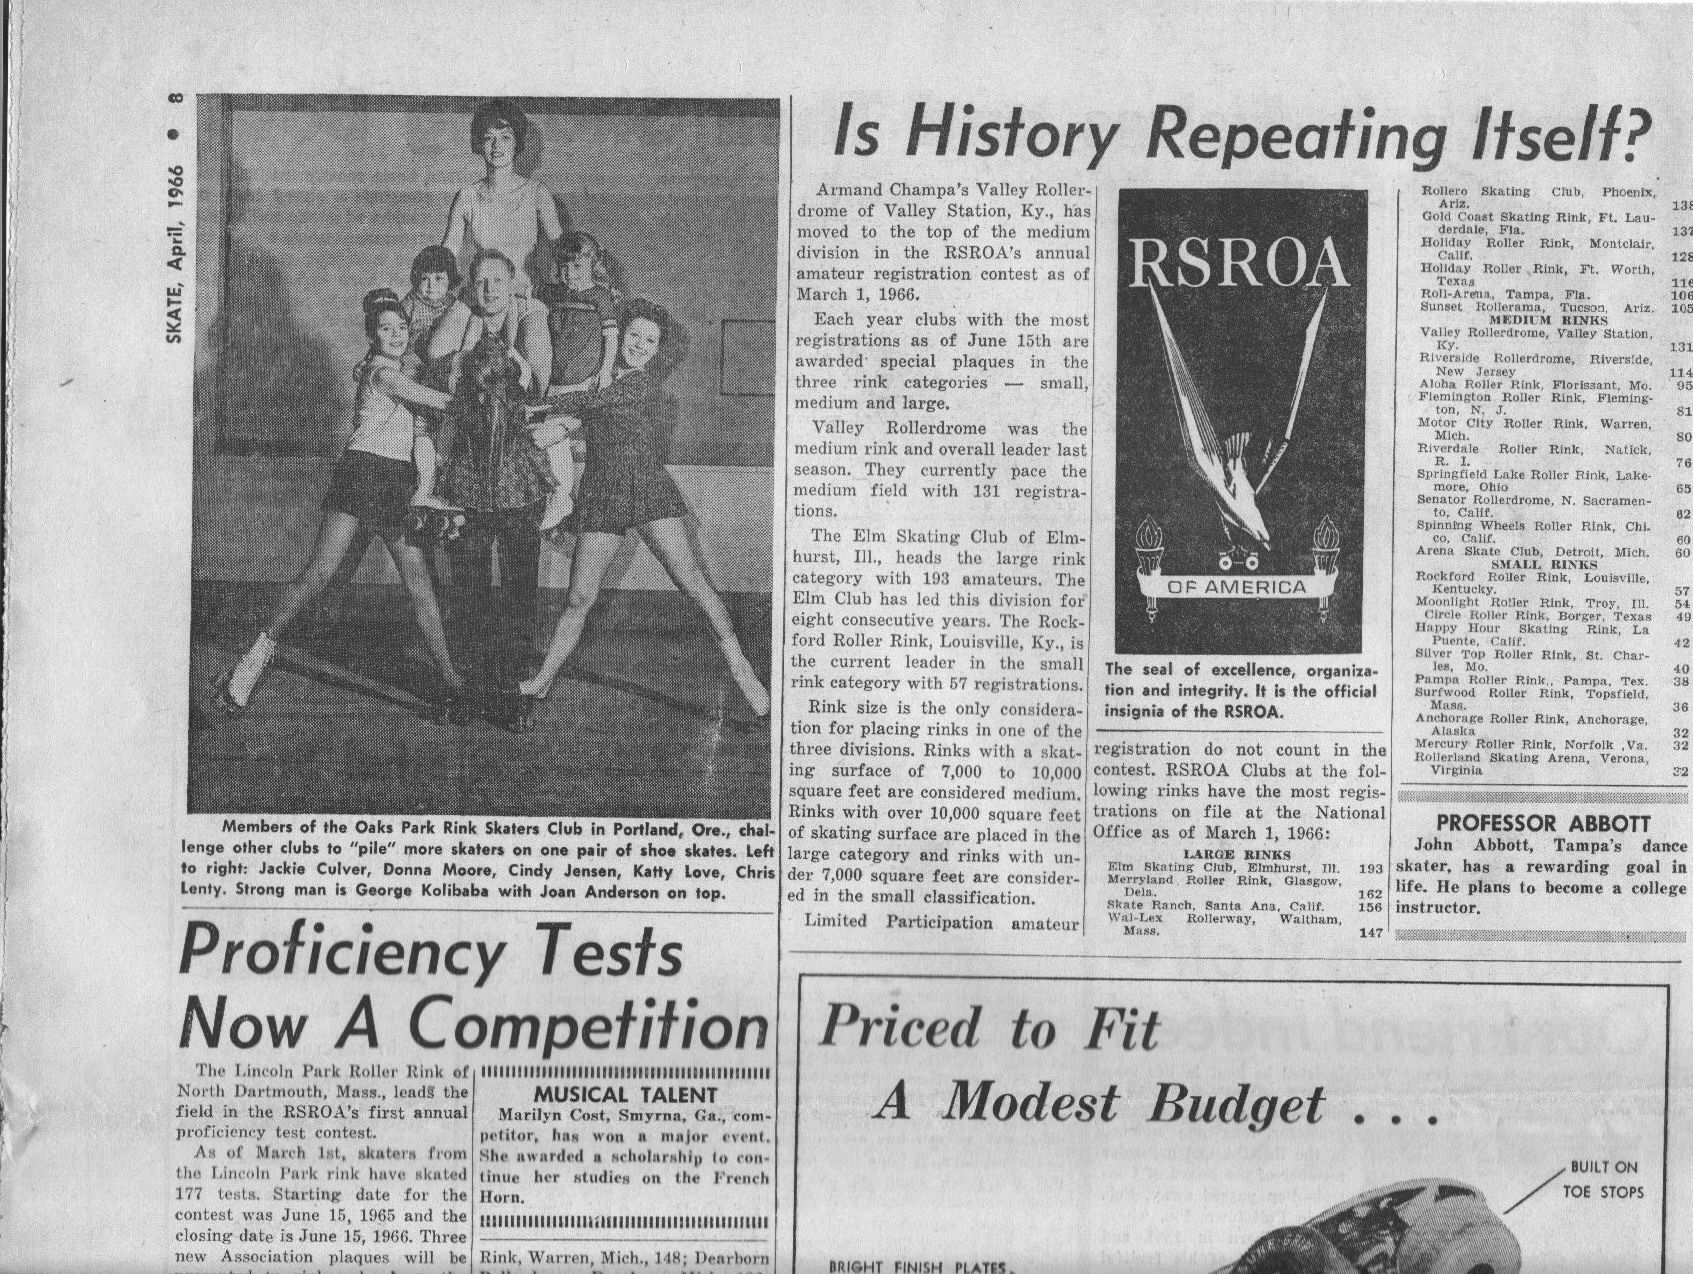 SKATE, April, 1966 • 8
Members of the Oaks Park Rink Skaters Club in Portland, Ore., chal-
lenge other clubs to "pile" more skaters on one pair of shoe skates. Left
to right: Jackie Culver, Donna Moore, Cindy Jensen, Katty Love, Chris
Lenty. Strong man is George Kolibaba with Joan Anderson on top.
Proficiency Tests
Now A Competition
The Lincoln Park Roller Rink of
North Dartmouth, Mass., leads the
field in the RSROA's first annual
proficiency test contest.
As of March 1st, skaters from
the Lincoln Park rink have skated
177 tests. Starting date for the
contest was June 15, 1965 and the
closing date is June 15, 1966. Three
new Association plaques will be
MUSICAL TALENT
Marilyn Cost, Smyrna, Ga., com-
petitor, has won a major event.
She awarded a scholarship to con-
tinue her studies on the French
Horn.
Rink, Warren, Mich., 148; Dearborn
Is History Repeating Itself?
Armand Champa's Valley Roller-
drome of Valley Station, Ky., has
moved to the top of the medium
division in the RSROA's annual
amateur registration contest as of
March 1, 1966.
Each year clubs with the most
registrations as of June 15th are
awarded special plaques in the
three rink categories — small,
medium and large.
Valley Rollerdrome was the
medium rink and overall leader last
season. They currently pace the
medium field with 131 registra-
tions.
The Elm Skating Club of Elm-
hurst, Ill., heads the large rink
category with 193 amateurs. The
Elm Club has led this division for
eight consecutive years. The Rock-
ford Roller Rink, Louisville, Ky., is
the current leader in the small
rink category with 57 registrations.
Rink size is the only considera-
tion for placing rinks in one of the
three divisions. Rinks with a skat-
ing surface of 7,000 to 10,000
square feet are considered medium.
Rinks with over 10,000 square feet
of skating surface are placed in the
large category and rinks with un-
der 7,000 square feet are consider-
ed in the small classification.
Limited Participation amateur
RSROA
OF AMERICA
The seal of excellence, organiza-
tion and integrity. It is the official
insignia of the RSROA.
registration do not count in the
contest. RSROA Clubs at the fol-
lowing rinks have the most regis-
trations on file at the National
Office as of March 1, 1966:
LARGE RINKS
Elm Skating Club, Elmhurst, Ill. 193
Merryland Roller Rink, Glasgow,
Dela. 162
Skate Ranch, Santa Ana, Calif. 156
Wal-Lex Rollerway, Waltham,
Mass. 147
Rollero Skating Club, Phoenix,
Ariz. 138
Gold Coast Skating Rink, Ft. Lau-
derdale, Fla. 137
Holiday Roller Rink, Montclair,
Calif. 128
Holiday Roller Rink, Ft. Worth,
Texas 116
Roll-Arena, Tampa, Fla. 106
Sunset Rollerama, Tucson, Ariz. 105
MEDIUM RINKS
Valley Rollerdrome, Valley Station,
Ky. 131
Riverside Rollerdrome, Riverside,
New Jersey 114
Aloha Roller Rink, Florissant, Mo. 95
Flemington Roller Rink, Fleming-
ton, N. J. 81
Motor City Roller Rink, Warren,
Mich. 80
Riverdale Roller Rink, Natick,
R. I. 76
Springfield Lake Roller Rink, Lake-
more, Ohio 65
Senator Rollerdrome, N. Sacramen-
to, Calif. 62
Spinning Wheels Roller Rink, Chi-
co, Calif. 60
Arena Skate Club, Detroit, Mich. 60
SMALL RINKS
Rockford Roller Rink, Louisville,
Kentucky. 57
Moonlight Roller Rink, Troy, Ill. 54
Circle Roller Rink, Borger, Texas 49
Happy Hour Skating Rink, La
Puente, Calif. 42
Silver Top Roller Rink, St. Char-
les, Mo. 40
Pampa Roller Rink,, Pampa, Tex. 38
Surfwood Roller Rink, Topsfield,
Mass. 36
Anchorage Roller Rink, Anchorage,
Alaska 32
Mercury Roller Rink, Norfolk ,Va. 32
Rollerland Skating Arena, Verona,
Virginia 32
PROFESSOR ABBOTT
John Abbott, Tampa's dance
skater, has a rewarding goal in
life. He plans to become a college
instructor.
Priced to Fit
A Modest Budget . . .
BUILT ON
TOE STOPS
BRIGHT FINISH PLATES